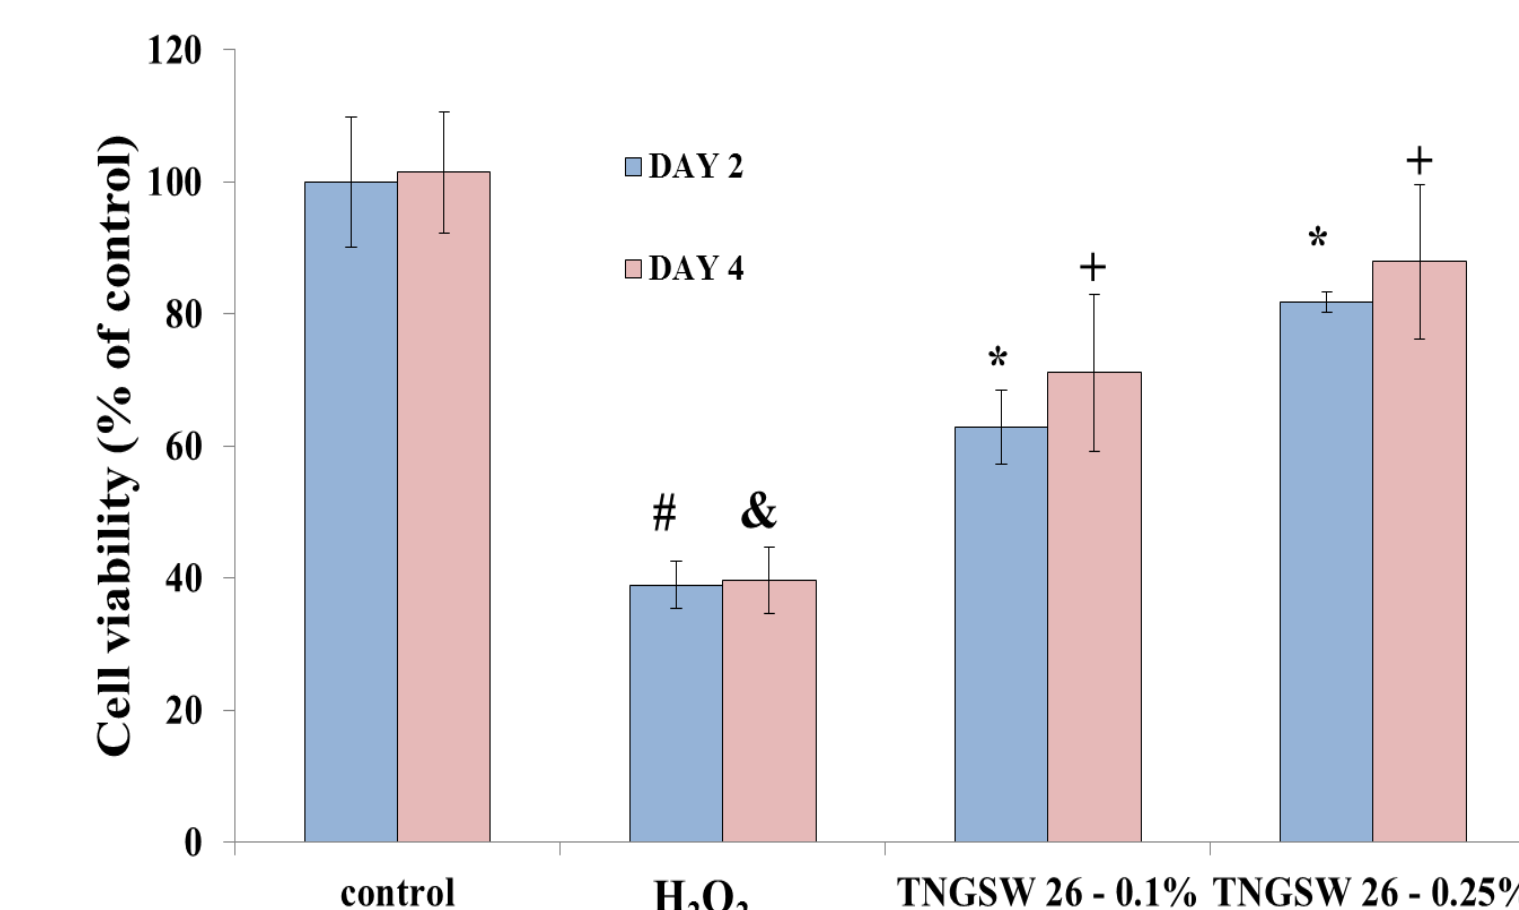 Cell viability (% of control)
120
100
80
60
40
20
0
DAY 2
DAY 4
#
&
*
+
*
+
control
H₂O₂
TNGSW 26 - 0.1%
TNGSW 26 - 0.25%